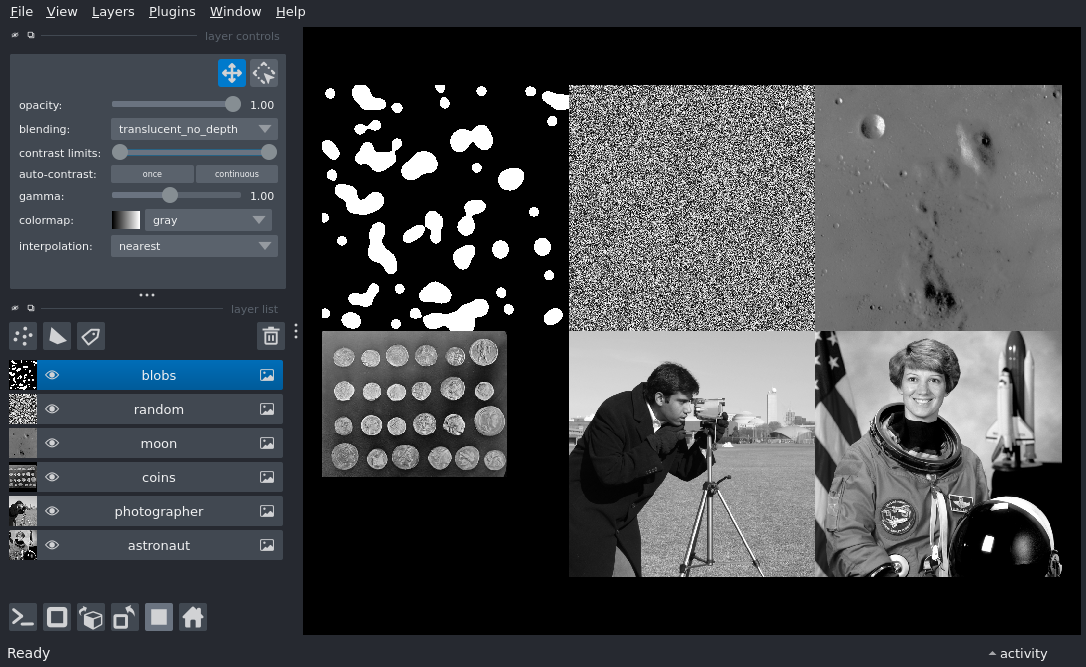 File View Layers Plugins Window Help
layer controls
opacity: 1.00
blending: translucent_no_depth
contrast limits:
auto-contrast: once continuous
gamma: 1.00
colormap: gray
interpolation: nearest
layer list
blobs
random
moon
coins
photographer
astronaut
Ready
activity